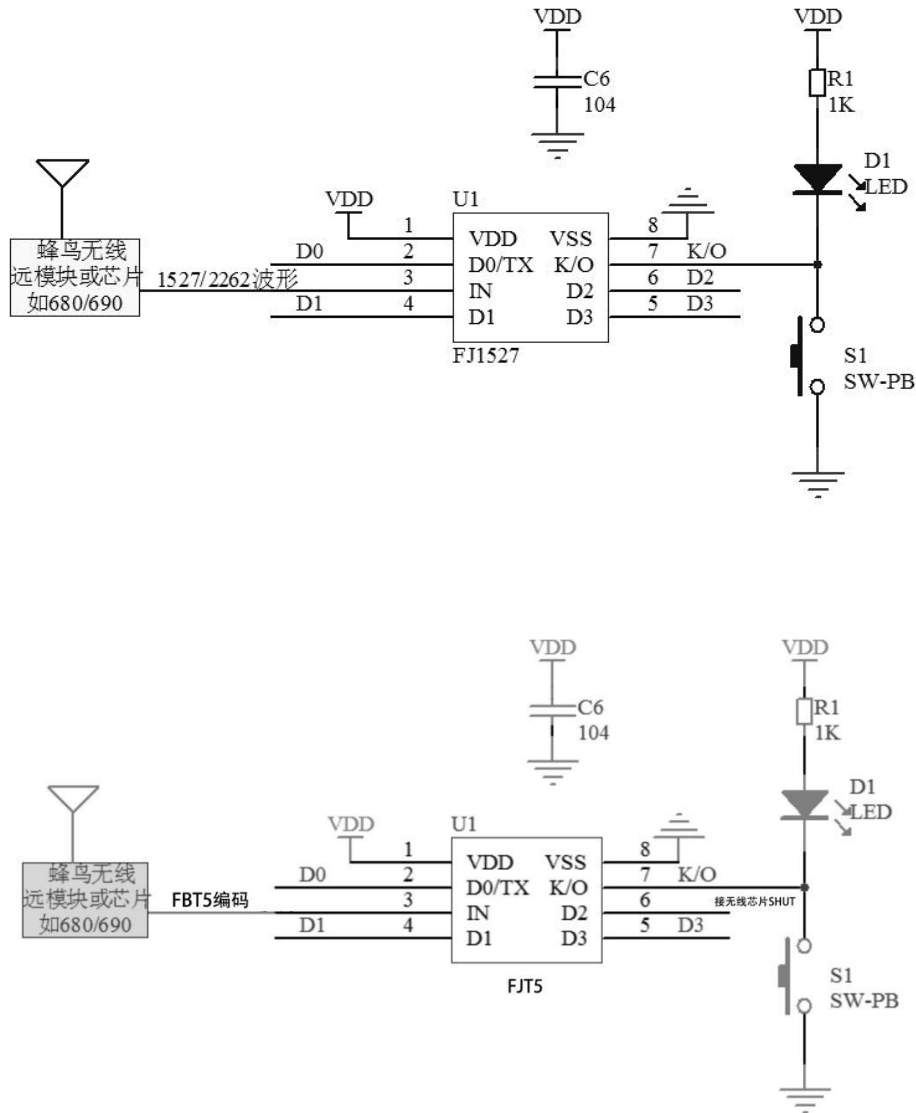 VDD
C6
104
VDD
R1
1K
D1
LED
蜂鸟无线
远模块或芯片
如680/690
1527/2262波形
VDD
D0
D1
U1
1 VDD VSS 8
2 D0/TX K/O 7 K/O
3 IN D2 6 D2
4 D1 D3 5 D3
FJ1527
S1
SW-PB
VDD
C6
104
VDD
R1
1K
D1
LED
蜂鸟无线
远模块或芯片
如680/690
FBT5编码
VDD
D0
D1
U1
1 VDD VSS 8
2 D0/TX K/O 7 K/O
3 IN D2 6 接无线芯片SHUT
4 D1 D3 5 D3
FJT5
S1
SW-PB